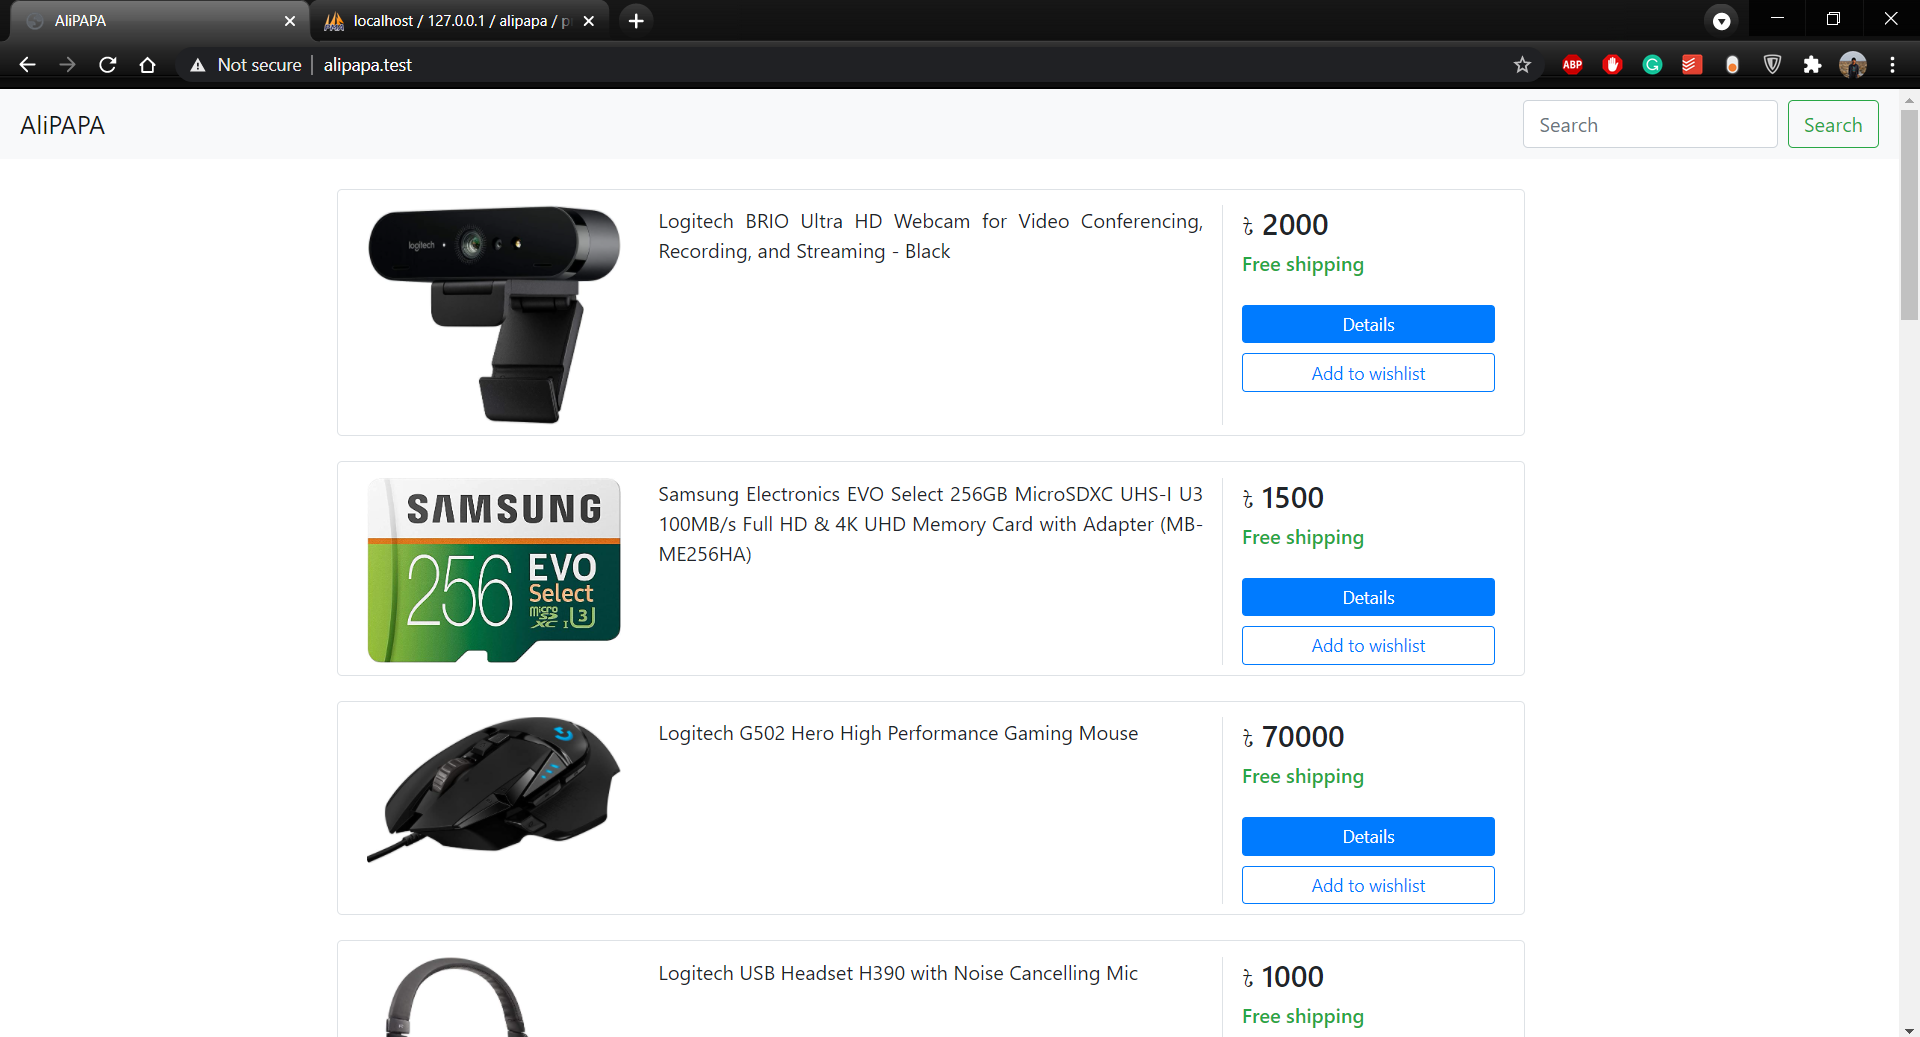 AliPAPA
localhost / 127.0.0.1 / alipapa / p
Not secure
alipapa.test
ABP
AliPAPA
Search
Search
logitech
Logitech BRIO Ultra HD Webcam for Video Conferencing,
Recording, and Streaming - Black
৳ 2000
Free shipping
Details
Add to wishlist
SAMSUNG
256
EVO
Select
micro
SD
XC I U3
Samsung Electronics EVO Select 256GB MicroSDXC UHS-I U3
100MB/s Full HD & 4K UHD Memory Card with Adapter (MB-
ME256HA)
৳ 1500
Free shipping
Details
Add to wishlist
Logitech G502 Hero High Performance Gaming Mouse
৳ 70000
Free shipping
Details
Add to wishlist
Logitech USB Headset H390 with Noise Cancelling Mic
৳ 1000
Free shipping